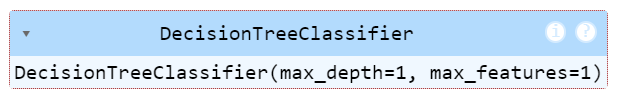 DecisionTreeClassifier
DecisionTreeClassifier(max_depth=1, max_features=1)